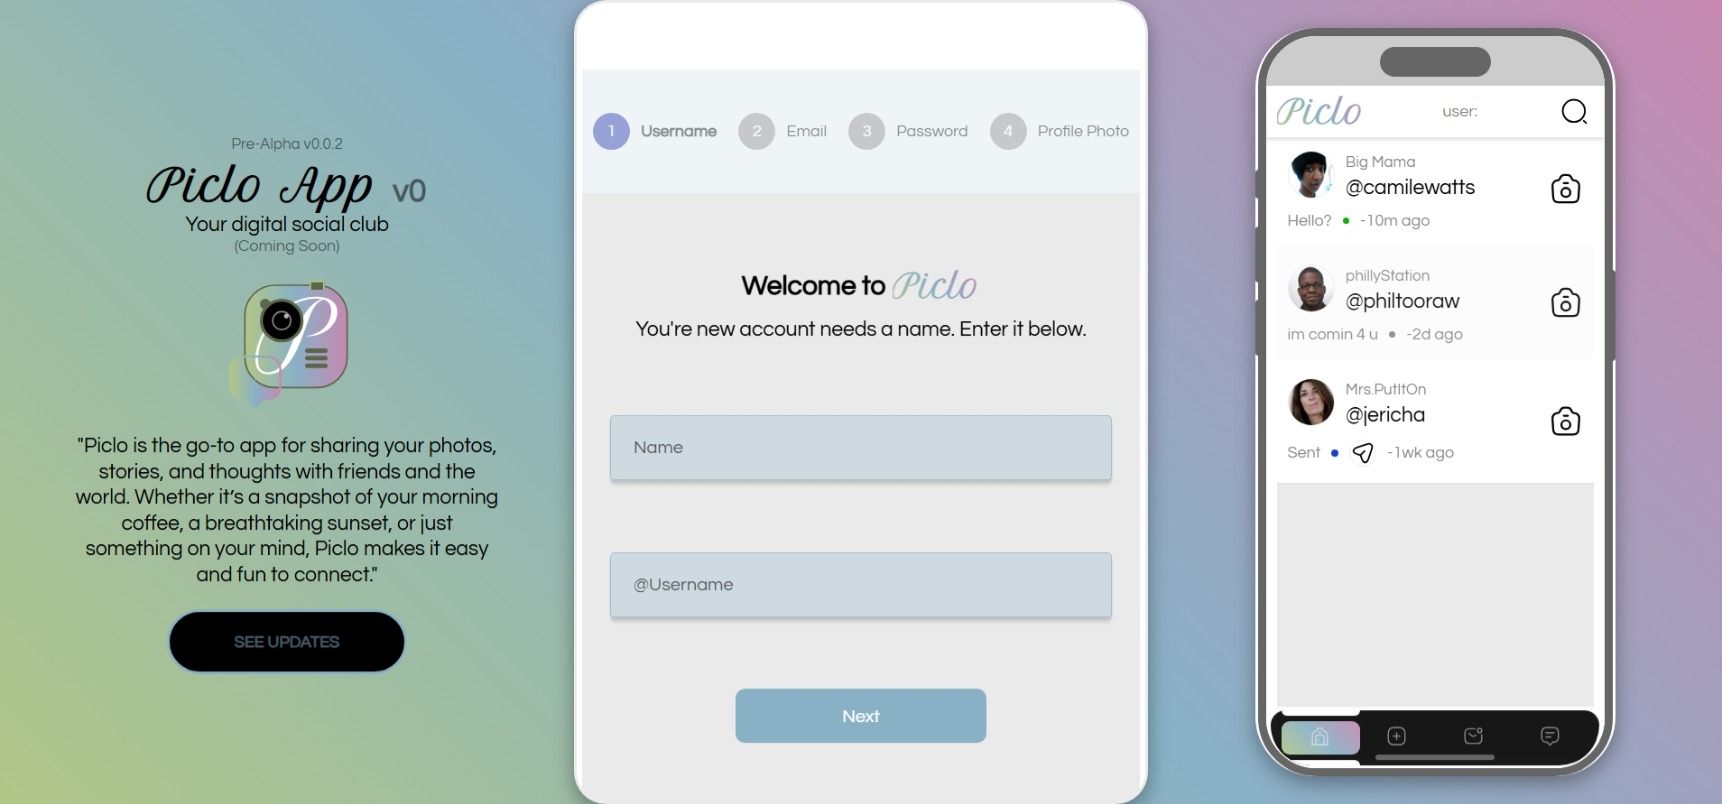 Pre-Alpha v0.0.2
Piclo App v0
Your digital social club
(Coming Soon)
P
"Piclo is the go-to app for sharing your photos,
stories, and thoughts with friends and the
world. Whether it’s a snapshot of your morning
coffee, a breathtaking sunset, or just
something on your mind, Piclo makes it easy
and fun to connect."
SEE UPDATES
1 Username 2 Email 3 Password 4 Profile Photo
Welcome to Piclo
You're new account needs a name. Enter it below.
Name
@Username
Next
Piclo user:
Big Mama
@camilewatts
Hello? -10m ago
phillyStation
@philtooraw
im comin 4 u -2d ago
Mrs.PutItOn
@jericha
Sent -1wk ago